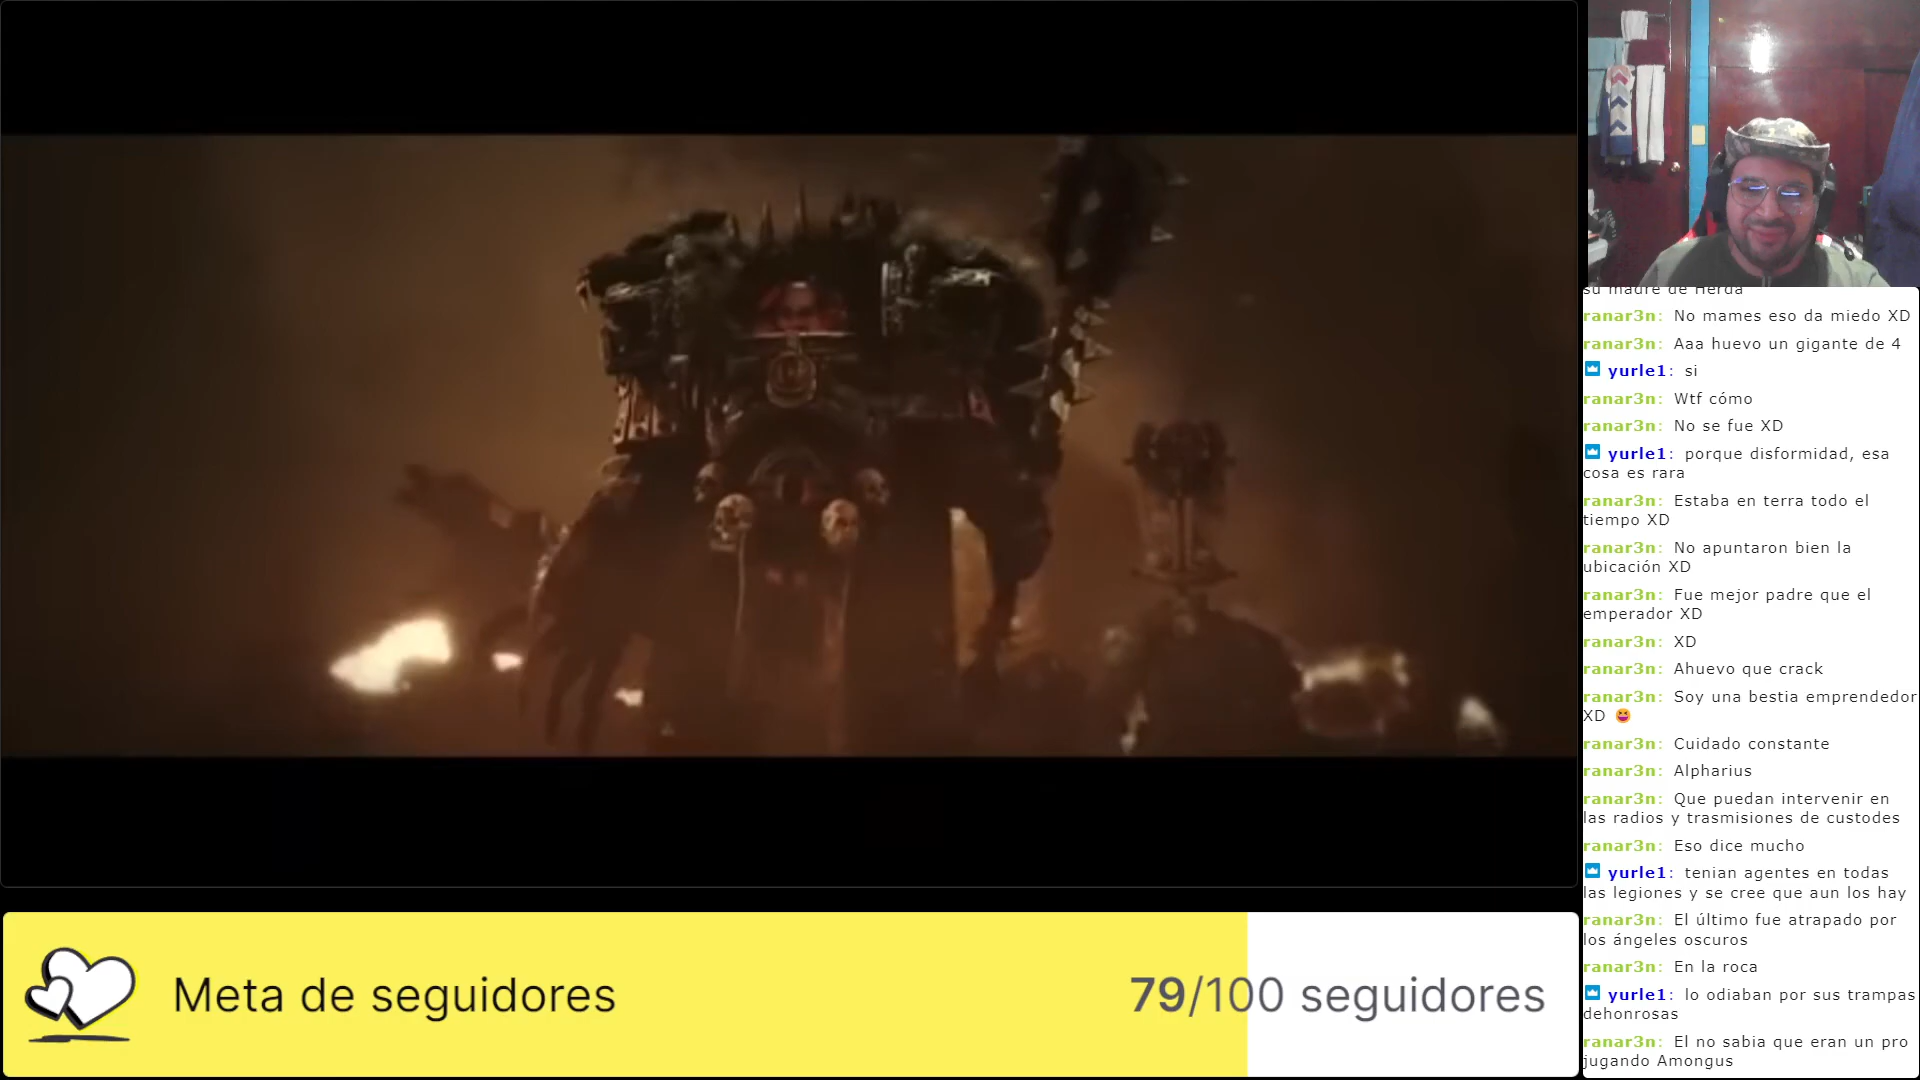 su madre de Herda
ranar3n: No mames eso da miedo XD
ranar3n: Aaa huevo un gigante de 4
yurle1: si
ranar3n: Wtf cómo
ranar3n: No se fue XD
yurle1: porque disformidad, esa
cosa es rara
ranar3n: Estaba en terra todo el
tiempo XD
ranar3n: No apuntaron bien la
ubicación XD
ranar3n: Fue mejor padre que el
emperador XD
ranar3n: XD
ranar3n: Ahuevo que crack
ranar3n: Soy una bestia emprendedor
XD
ranar3n: Cuidado constante
ranar3n: Alpharius
ranar3n: Que puedan intervenir en
las radios y trasmisiones de custodes
ranar3n: Eso dice mucho
yurle1: tenian agentes en todas
las legiones y se cree que aun los hay
ranar3n: El último fue atrapado por
los ángeles oscuros
ranar3n: En la roca
yurle1: lo odiaban por sus trampas
dehonrosas
ranar3n: El no sabia que eran un pro
jugando Amongus
Meta de seguidores
79/100 seguidores